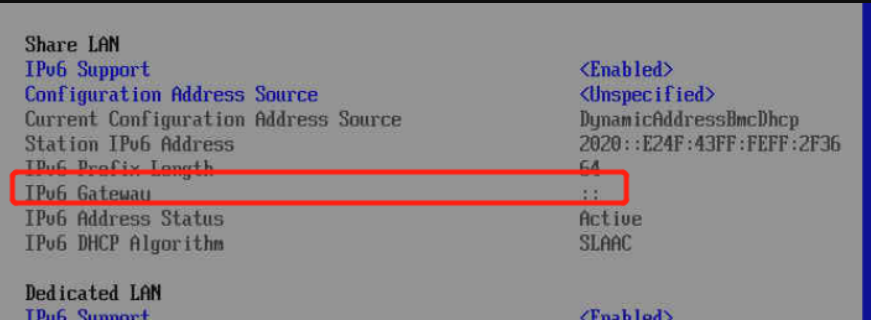 Share LAN
IPv6 Support <Enabled>
Configuration Address Source <Unspecified>
Current Configuration Address Source DynamicAddressBmcDhcp
Station IPv6 Address 2020::E24F:43FF:FEFF:2F36
IPv6 Prefix Length 64
IPv6 Gateway ::
IPv6 Address Status Active
IPv6 DHCP Algorithm SLAAC
Dedicated LAN
IPv6 Support <Enabled>